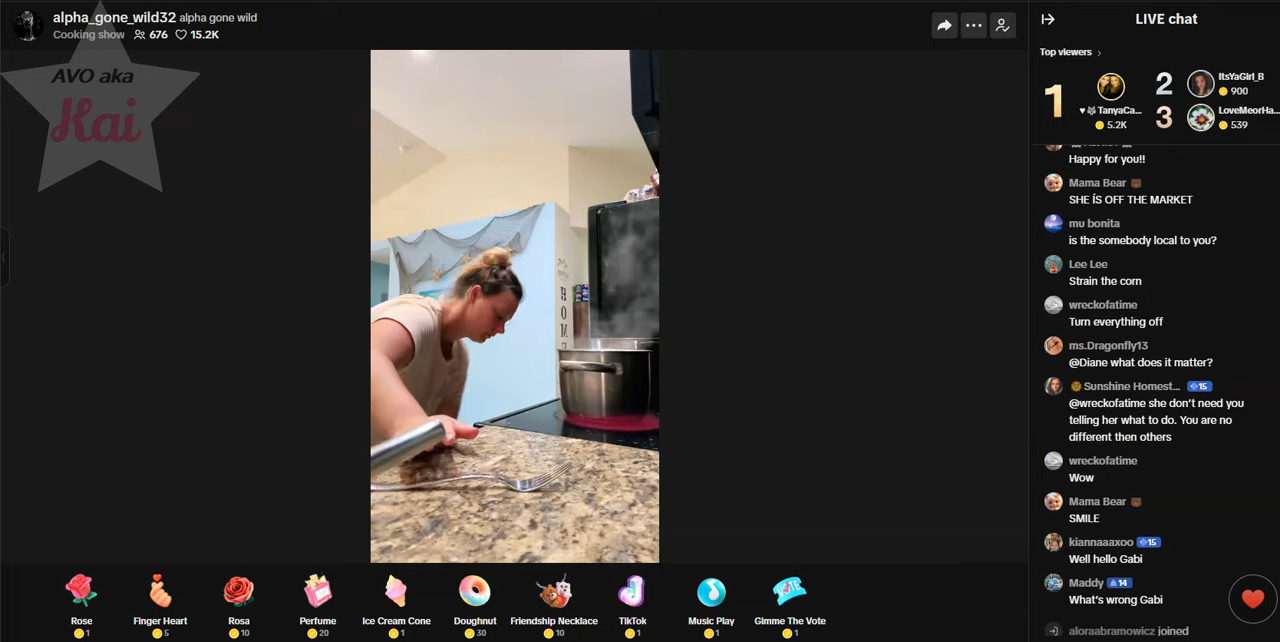 alpha_gone_wild32 alpha gone wild
Cooking show 676 15.2K
AVO aka
Kai
HOME
LIVE chat
Top viewers >
1
TanyaCa...
5.2K
2
ItsYaGirl_B
900
3
LoveMeorHa...
539
Happy for you!!
Mama Bear
SHE ÍS OFF THE MARKET
mu bonita
is the somebody local to you?
Lee Lee
Strain the corn
wreckofatime
Turn everything off
ms.Dragonfly13
@Diane what does it matter?
Sunshine Homest... 15
@wreckofatime she don't need you
telling her what to do. You are no
different then others
wreckofatime
Wow
Mama Bear
SMILE
kiannaaaxoo 15
Well hello Gabi
Maddy 14
What's wrong Gabi
aloraabramowicz joined
Rose
1
Finger Heart
5
Rosa
10
Perfume
20
Ice Cream Cone
1
Doughnut
30
Friendship Necklace
10
TikTok
1
Music Play
1
VOTE
Gimme The Vote
1